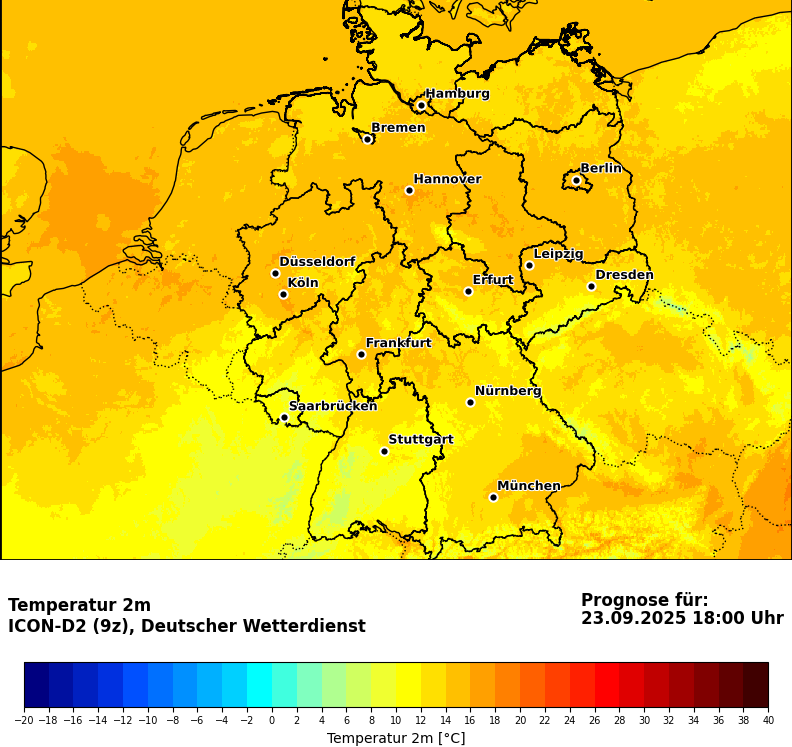 Hamburg
Bremen
Berlin
Hannover
Leipzig
Düsseldorf
Dresden
Köln
Erfurt
Frankfurt
Nürnberg
Saarbrücken
Stuttgart
München
Temperatur 2m
ICON-D2 (9z), Deutscher Wetterdienst
Prognose für:
23.09.2025 18:00 Uhr
−20 −18 −16 −14 −12 −10 −8 −6 −4 −2 0 2 4 6 8 10 12 14 16 18 20 22 24 26 28 30 32 34 36 38 40
Temperatur 2m [°C]